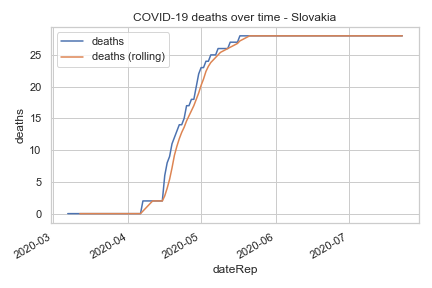 COVID-19 deaths over time - Slovakia
deaths
deaths (rolling)
25
20
15
10
5
0
deaths
2020-03
2020-04
2020-05
2020-06
2020-07
dateRep